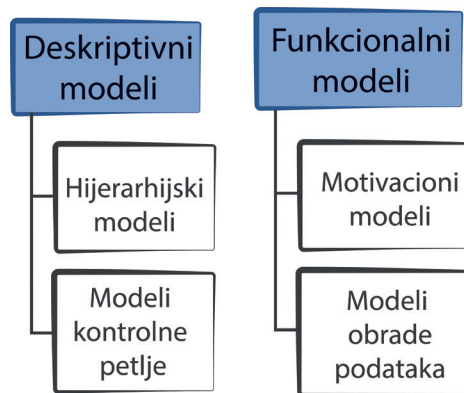 Deskriptivni
modeli
Hijerarhijski
modeli
Modeli
kontrolne
petlje
Funkcionalni
modeli
Motivacioni
modeli
Modeli
obrade
podataka